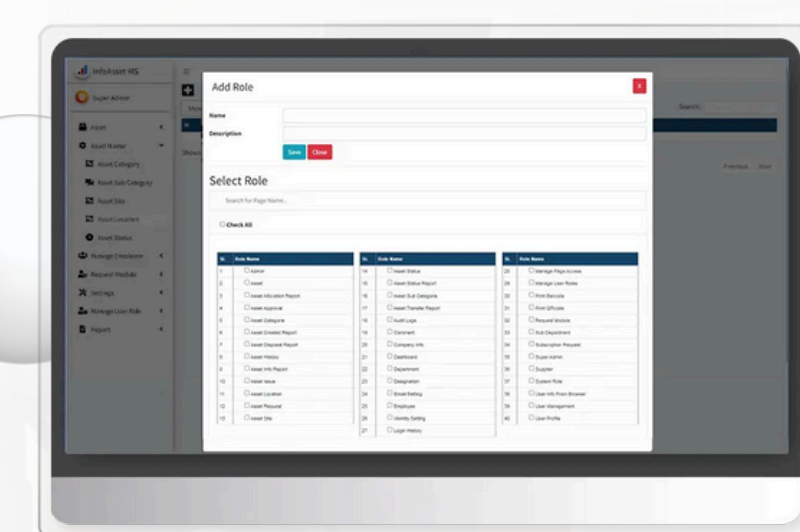 InfoAsset MS
Super Admin
Asset
Asset Master
Asset Category
Asset Sub Category
Asset Site
Asset Location
Asset Status
Manage Employee
Request Module
Settings
Manage User Role
Report
Search:
Previous Next
Add Role
X
Name
Description
Save Close
Select Role
Search for Page Name..
Check All
SL Role Name
1 Admin
2 Asset
3 Asset Allocation Report
4 Asset Approval
5 Asset Categorie
6 Asset Created Report
7 Asset Disposal Report
8 Asset History
9 Asset Info Report
10 Asset Issue
11 Asset Location
12 Asset Request
13 Asset Site
SL Role Name
14 Asset Status
15 Asset Status Report
16 Asset Sub Categorie
17 Asset Transfer Report
18 Audit Logs
19 Comment
20 Company Info
21 Dashboard
22 Department
23 Designation
24 Email Setting
25 Employee
26 Identity Setting
27 Login History
SL Role Name
28 Manage Page Access
29 Manage User Roles
30 Print Barcode
31 Print QRcode
32 Request Module
33 Sub Department
34 Subscription Request
35 Super Admin
36 Supplier
37 System Role
38 User Info From Browser
39 User Management
40 User Profile